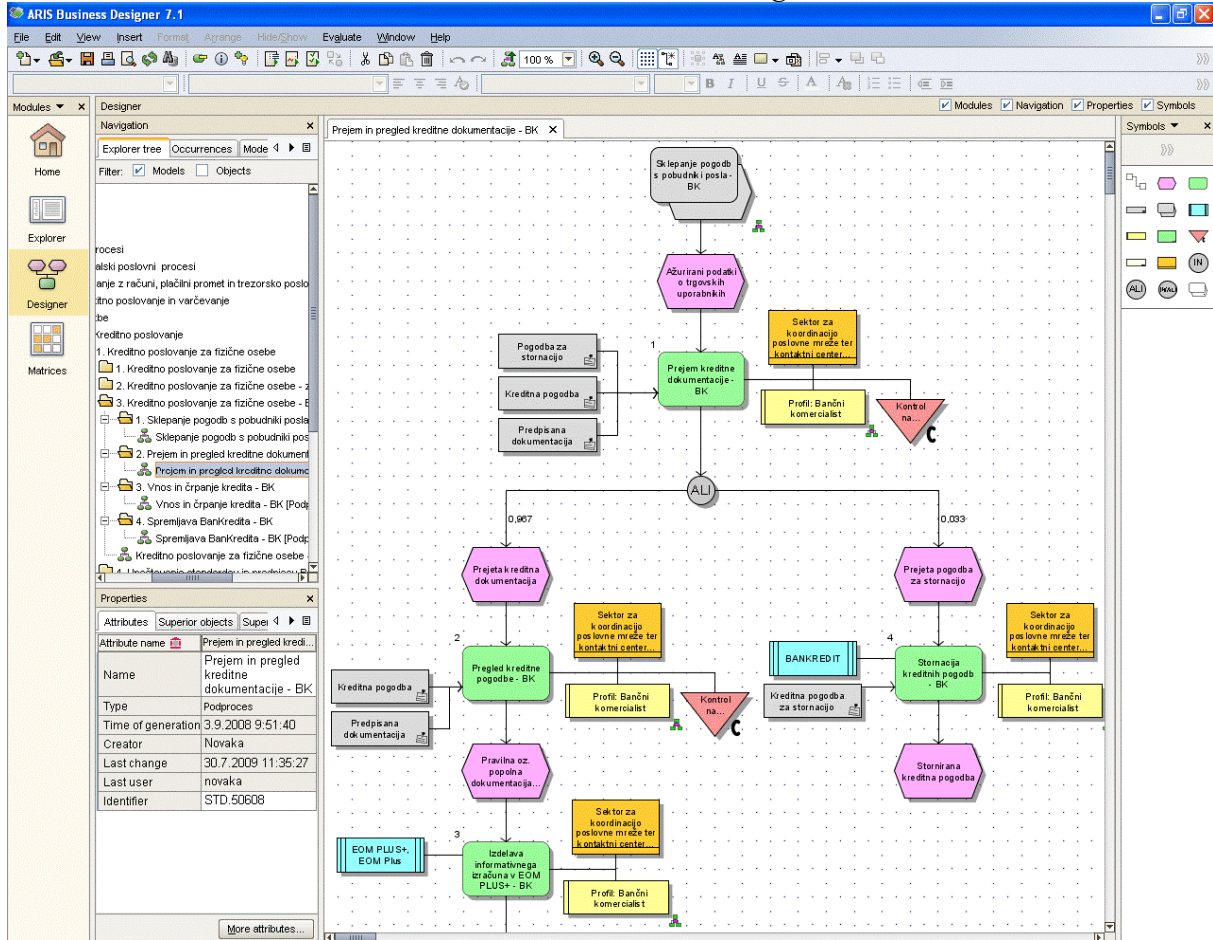 ARIS Business Designer 7.1
File Edit View Insert Format Arrange Hide/Show Evaluate Window Help
100 %
B I U S A
Modules
Designer
Modules Navigation Properties Symbols
Home
Explorer
Designer
Matrices
Navigation
Explorer tree Occurrences Mode
Filter: Models Objects
rocesi
alski poslovni procesi
anje z računi, plačilni promet in trezorsko poslo
itno poslovanje in varčevanje
be
Kreditno poslovanje
1. Kreditno poslovanje za fizične osebe
1. Kreditno poslovanje za fizične osebe
2. Kreditno poslovanje za fizične osebe - z
3. Kreditno poslovanje za fizične osebe - B
1. Sklepanje pogodb s pobudniki posla
Sklepanje pogodb s pobudniki pos
2. Prejem in pregled kreditne dokument
Prejem in pregled kreditne dokume
3. Vnos in črpanje kredita - BK
Vnos in črpanje kredita - BK [Podp
4. Spremljava BanKredita - BK
Spremljava BanKredita - BK [Podp
Kreditno poslovanje za fizične osebe -
Properties
Attributes Superior objects Super
Attribute name Prejem in pregled kredi...
Name Prejem in pregled
kreditne
dokumentacije - BK
Type Podproces
Time of generation 3.9.2008 9:51:40
Creator Novaka
Last change 30.7.2009 11:35:27
Last user novaka
Identifier STD.50608
More attributes...
Prejem in pregled kreditne dokumentacije - BK
Sklepanje pogodb
s pobudniki posla -
BK
Ažurirani podatki
o trgovskih
uporabnikih
Pogodba za
stornacijo
Kreditna pogodba
Predpisana
dokumentacija
1
Prejem kreditne
dokumentacije -
BK
Sektor za
koordinacijo
poslovne mreže ter
kontaktni center...
Profil: Bančni
komercialist
Kontrol
na...
C
ALI
0,967
0,033
Prejeta kreditna
dokumentacija
Prejeta pogodba
za stornacijo
2
Pregled kreditne
pogodbe - BK
Kreditna pogodba
Predpisana
dokumentacija
Sektor za
koordinacijo
poslovne mreže ter
kontaktni center...
Profil: Bančni
komercialist
Kontrol
na...
C
4
BANKREDIT
Kreditna pogodba
za stornacijo
Stornacija
kreditnih pogodb
- BK
Sektor za
koordinacijo
poslovne mreže ter
kontaktni center...
Profil: Bančni
komercialist
Pravilna oz.
popolna
dokumentacija...
Stornirana
kreditna pogodba
3
EOM PLUS+,
EOM Plus
Izdelava
informativnega
izračuna v EOM
PLUS+ - BK
Sektor za
koordinacijo
poslovne mreže ter
kontaktni center...
Profil: Bančni
komercialist
Symbols
IN
ALI